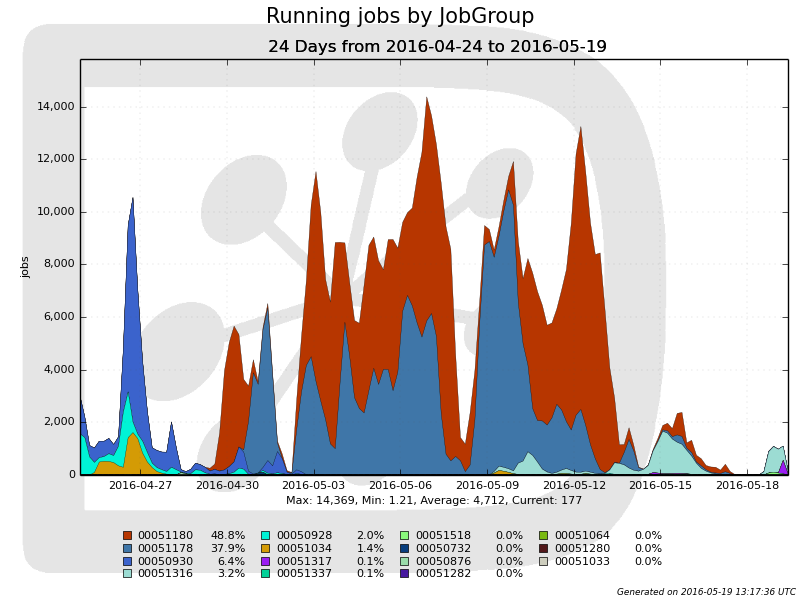 Running jobs by JobGroup
24 Days from 2016-04-24 to 2016-05-19
14,000
12,000
10,000
8,000
6,000
4,000
2,000
0
jobs
2016-04-27 2016-04-30 2016-05-03 2016-05-06 2016-05-09 2016-05-12 2016-05-15 2016-05-18
Max: 14,369, Min: 1.21, Average: 4,712, Current: 177
00051180 48.8% 00050928 2.0% 00051518 0.0% 00051064 0.0%
00051178 37.9% 00051034 1.4% 00050732 0.0% 00051280 0.0%
00050930 6.4% 00051317 0.1% 00050876 0.0% 00051033 0.0%
00051316 3.2% 00051337 0.1% 00051282 0.0%
Generated on 2016-05-19 13:17:36 UTC